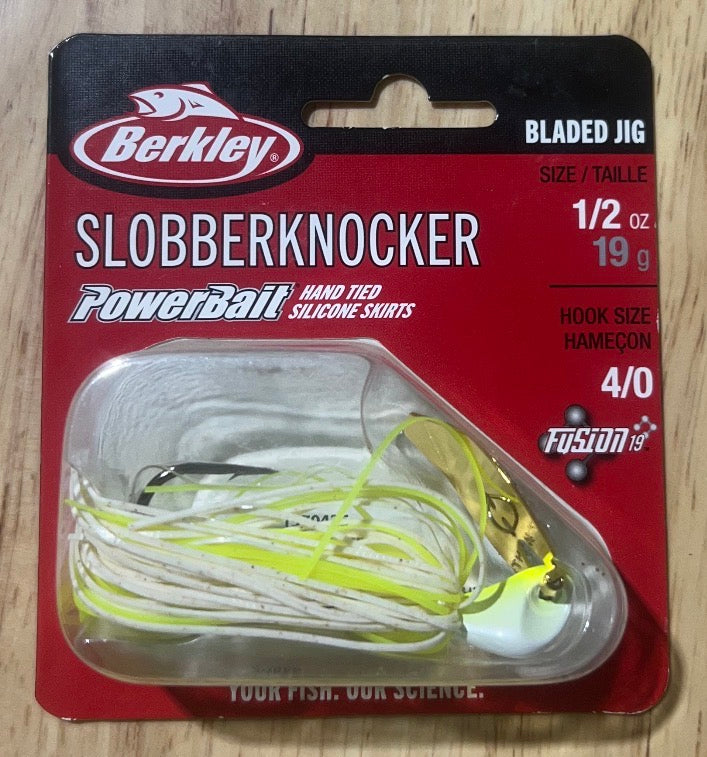 Berkley®
BLADED JIG
SIZE / TAILLE
1/2 oz
19 g
SLOBBERKNOCKER
PowerBait® HAND TIED
SILICONE SKIRTS
HOOK SIZE
HAMEÇON
4/0
FUSION19™
YOUR FISH. OUR SCIENCE.